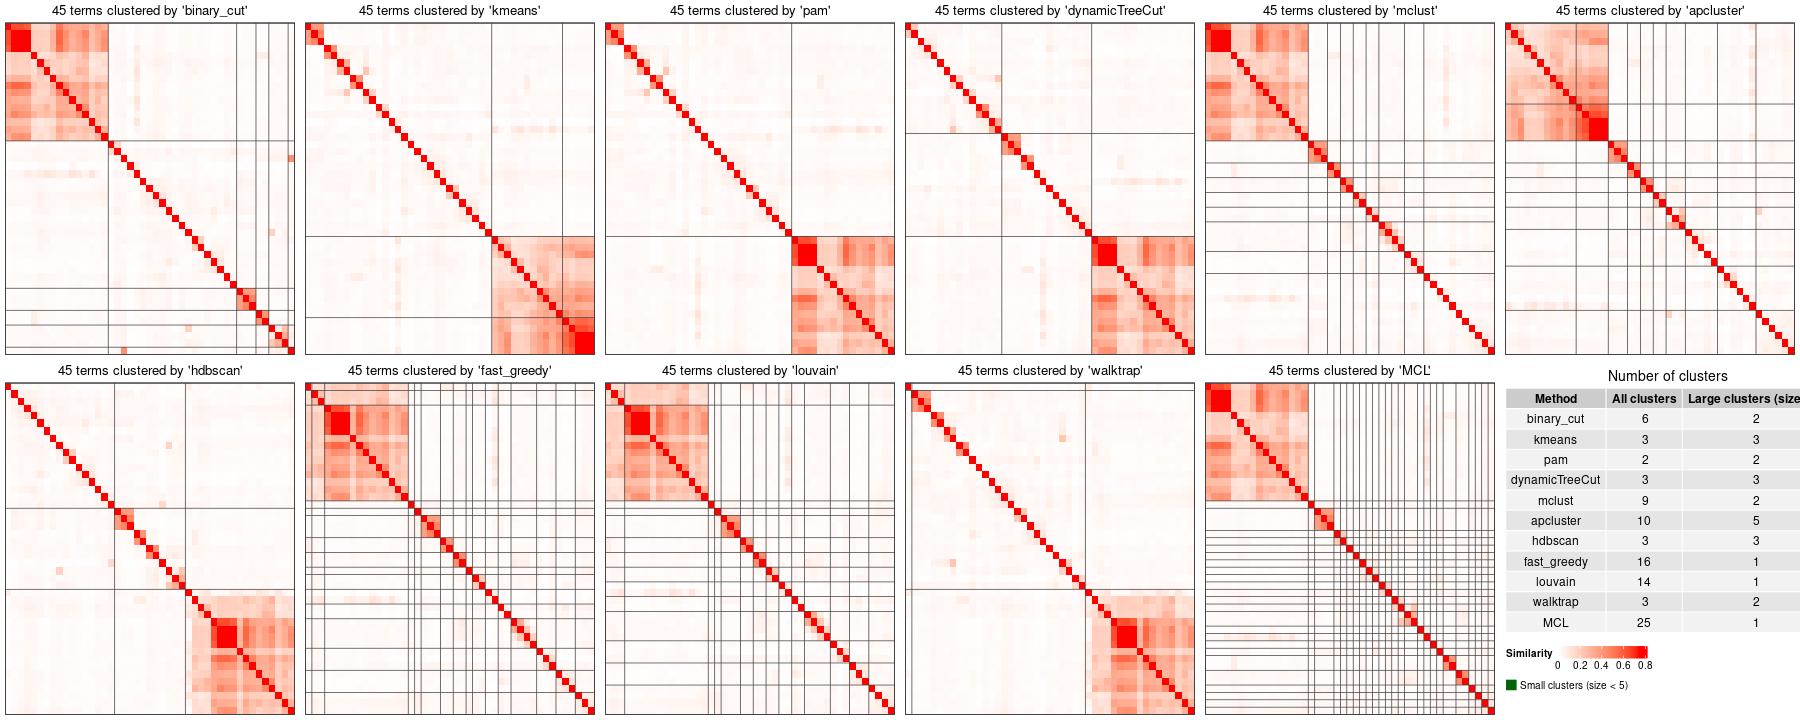 45 terms clustered by 'binary_cut'
45 terms clustered by 'kmeans'
45 terms clustered by 'pam'
45 terms clustered by 'dynamicTreeCut'
45 terms clustered by 'mclust'
45 terms clustered by 'apcluster'
45 terms clustered by 'hdbscan'
45 terms clustered by 'fast_greedy'
45 terms clustered by 'louvain'
45 terms clustered by 'walktrap'
45 terms clustered by 'MCL'
Number of clusters
Method All clusters Large clusters (size
binary_cut 6 2
kmeans 3 3
pam 2 2
dynamicTreeCut 3 3
mclust 9 2
apcluster 10 5
hdbscan 3 3
fast_greedy 16 1
louvain 14 1
walktrap 3 2
MCL 25 1
Similarity
0 0.2 0.4 0.6 0.8
Small clusters (size < 5)